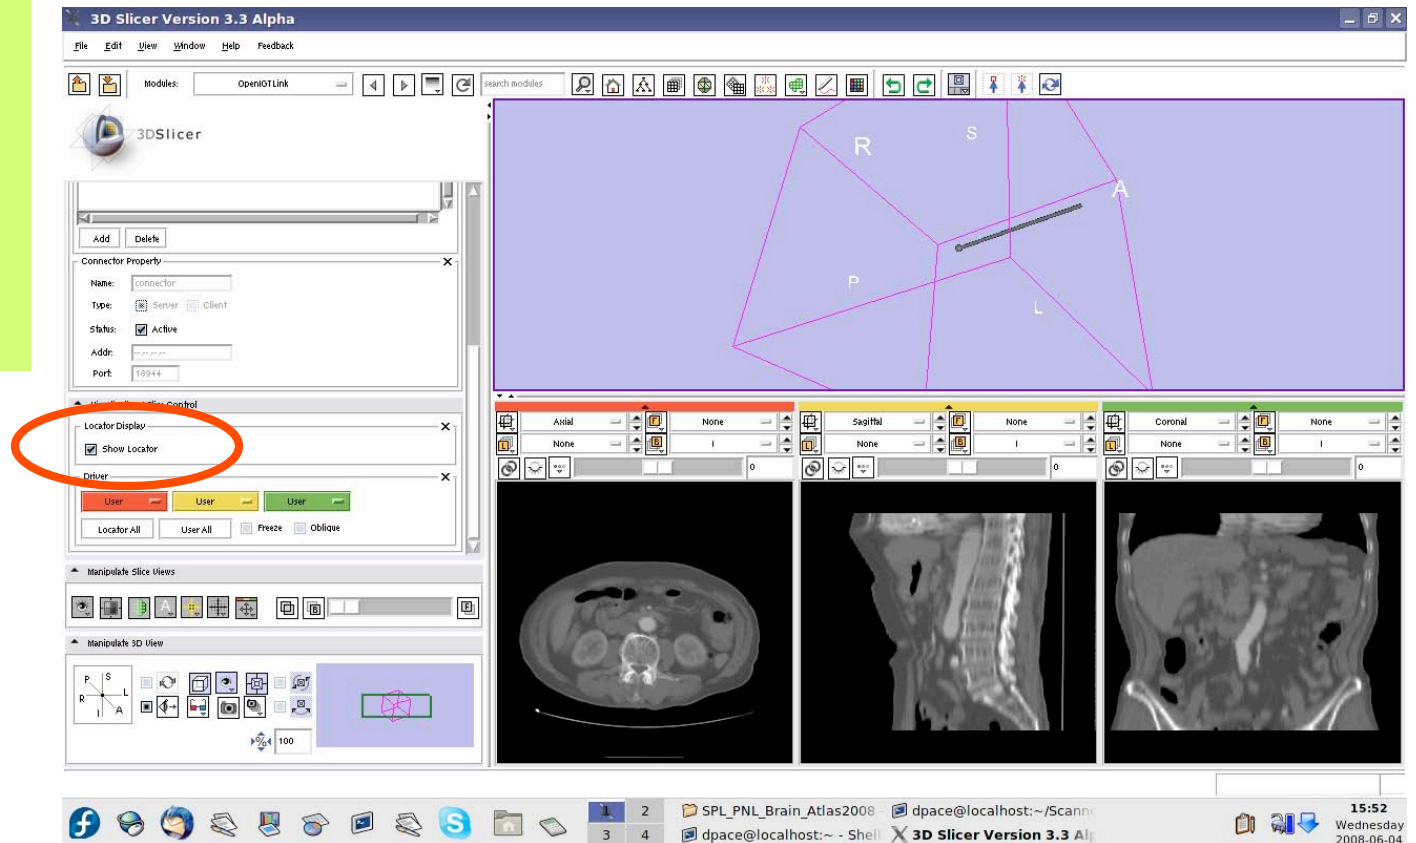 3D Slicer Version 3.3 Alpha
File Edit View Window Help Feedback
Modules: OpenIGTLink search modules
3DSlicer
R S A P L
Add Delete
Connector Property
Name: connector
Type: Server Client
Status: Active
Addr:
Port: 18944
Control
Locator Display
Show Locator
Driver
User User User
Locator All User All Freeze Oblique
Manipulate Slice Views
Manipulate 3D View
P S L R I A
100
Axial None
None I
0
Sagittal None
None I
0
Coronal None
None I
0
1 2 SPL_PNL_Brain_Atlas2008 dpace@localhost:~/Scann
3 4 dpace@localhost:~ - Shell 3D Slicer Version 3.3 Alp
15:52
Wednesday
2008-06-04